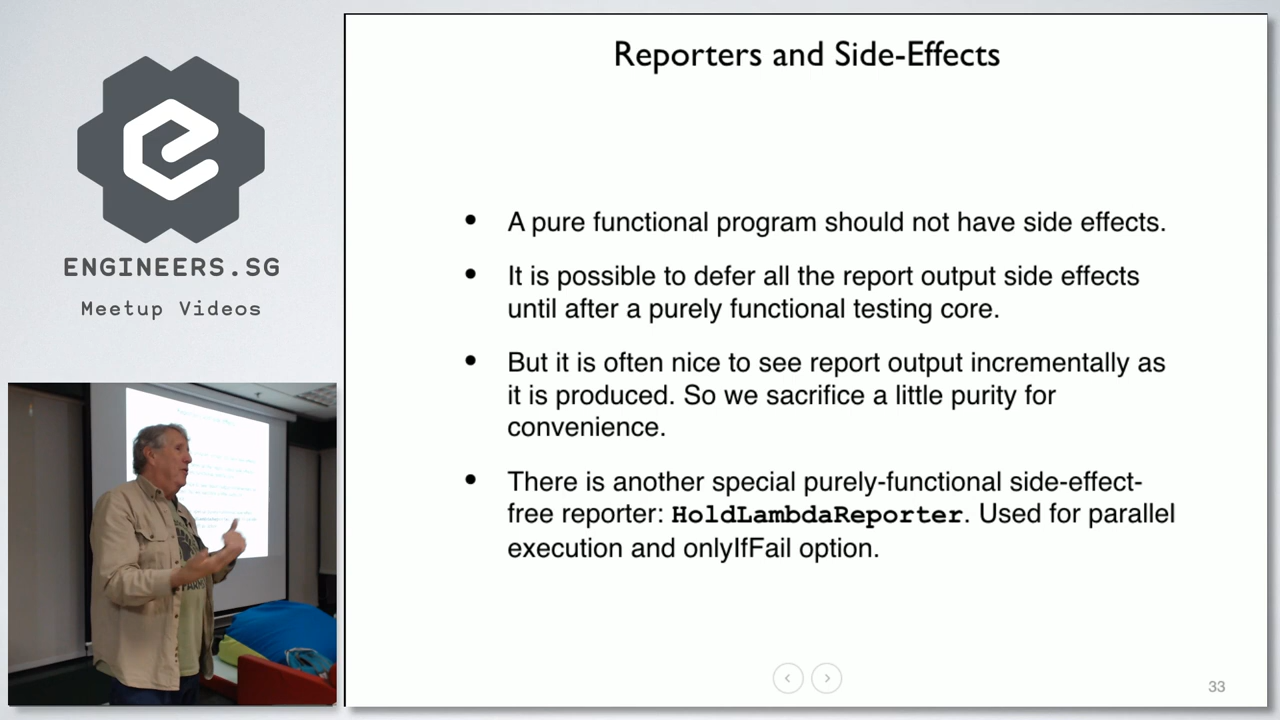 ENGINEERS.SG
Meetup Videos
Reporters and Side-Effects
• A pure functional program should not have side effects.
• It is possible to defer all the report output side effects
until after a purely functional testing core.
• But it is often nice to see report output incrementally as
it is produced. So we sacrifice a little purity for
convenience.
• There is another special purely-functional side-effect-
free reporter: HoldLambdaReporter. Used for parallel
execution and onlyIfFail option.
33